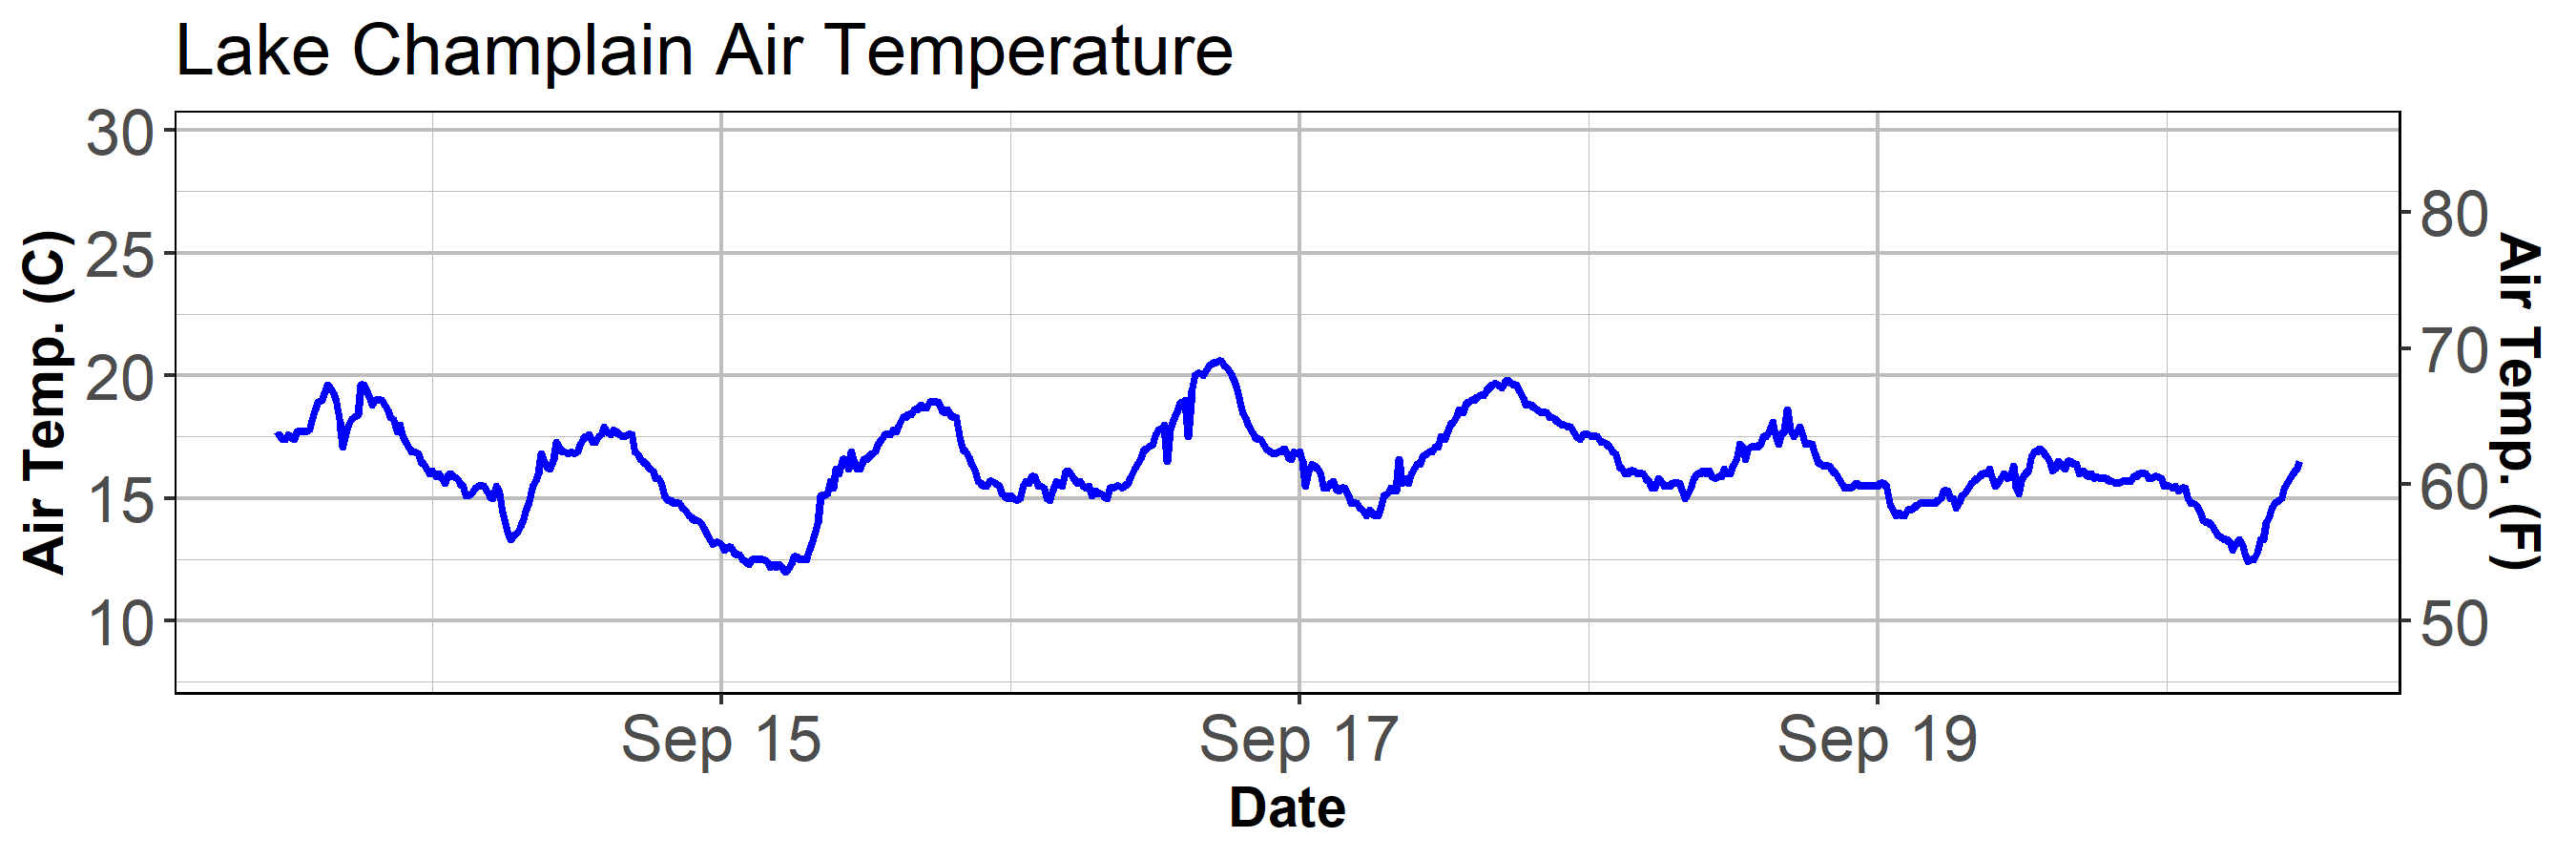 Lake Champlain Air Temperature
30
25
20
15
10
Air Temp. (C)
80
70
60
50
Air Temp. (F)
Sep 15 Sep 17 Sep 19
Date